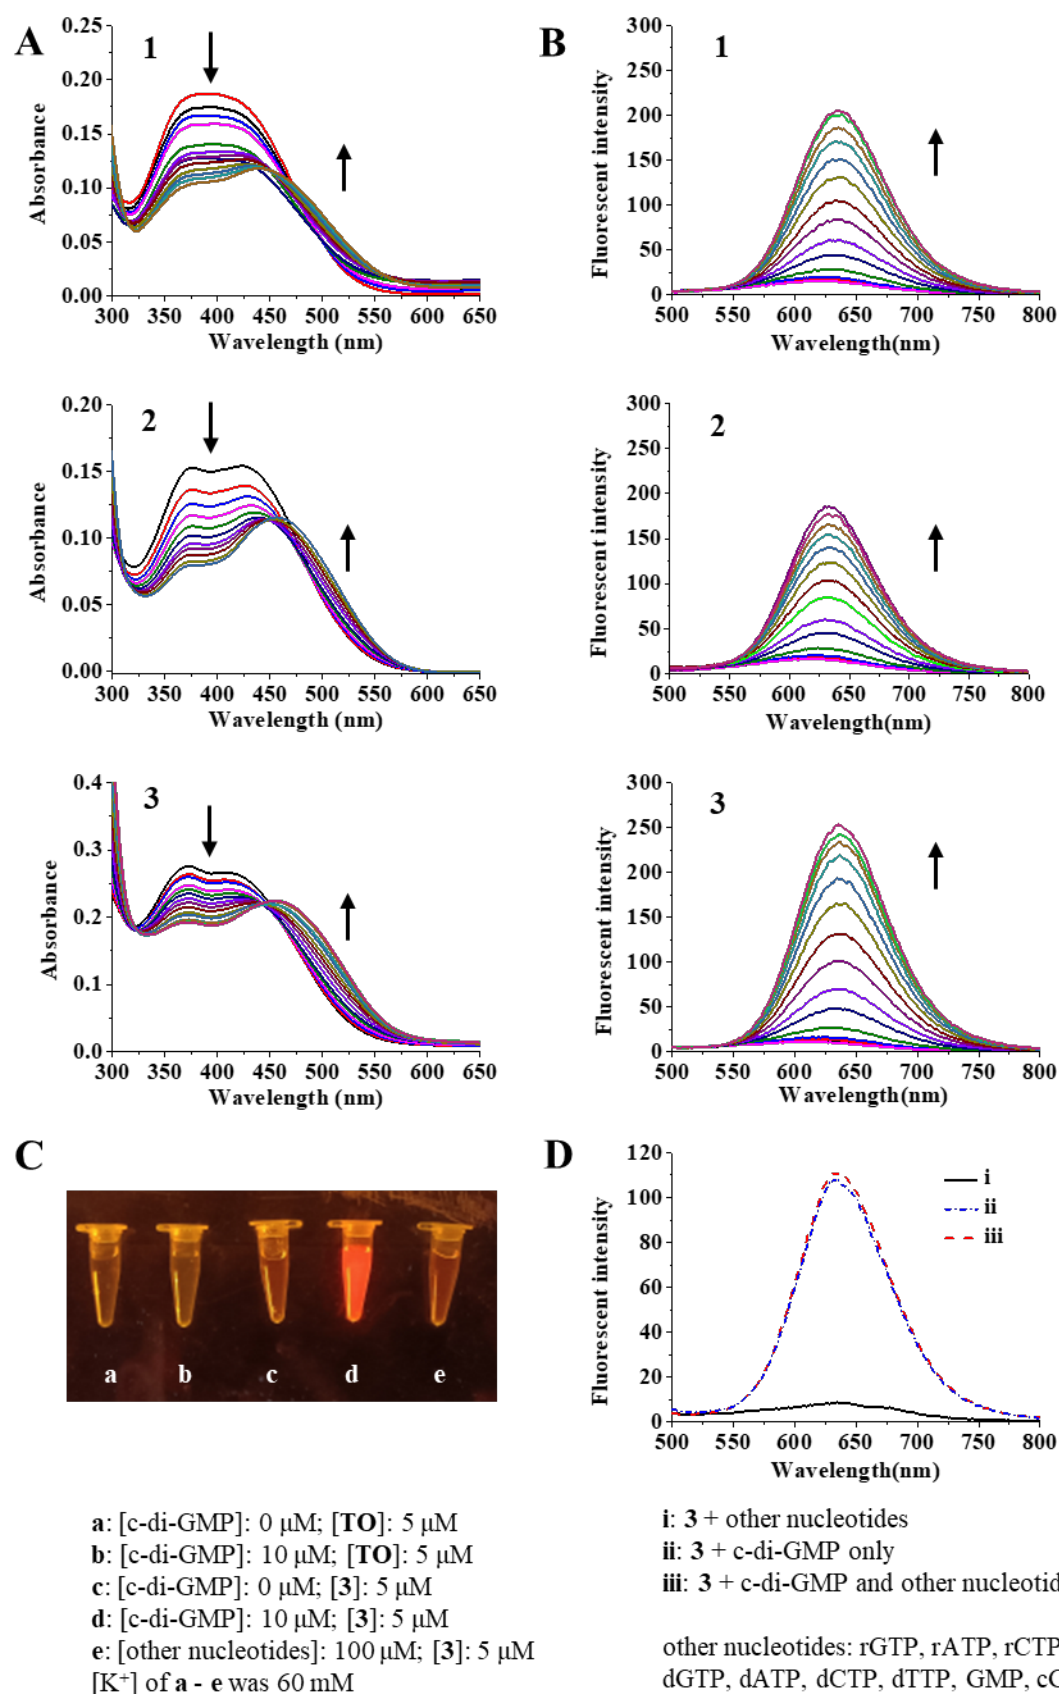 A
1
0.25
0.20
0.15
0.10
0.05
0.00
Absorbance
300 350 400 450 500 550 600 650
Wavelength (nm)
B
1
300
250
200
150
100
50
0
Fluorescent intensity
500 550 600 650 700 750 800
Wavelength(nm)
2
0.20
0.15
0.10
0.05
0.00
Absorbance
300 350 400 450 500 550 600 650
Wavelength (nm)
2
300
250
200
150
100
50
0
Fluorescent intensity
500 550 600 650 700 750 800
Wavelength(nm)
3
0.4
0.3
0.2
0.1
0.0
Absorbance
300 350 400 450 500 550 600 650
Wavelength (nm)
3
300
250
200
150
100
50
0
Fluorescent intensity
500 550 600 650 700 750 800
Wavelength(nm)
C
a b c d e
a: [c-di-GMP]: 0 μM; [TO]: 5 μM
b: [c-di-GMP]: 10 μM; [TO]: 5 μM
c: [c-di-GMP]: 0 μM; [3]: 5 μM
d: [c-di-GMP]: 10 μM; [3]: 5 μM
e: [other nucleotides]: 100 μM; [3]: 5 μM
[K⁺] of a - e was 60 mM
D
120
100
80
60
40
20
0
Fluorescent intensity
i
ii
iii
500 550 600 650 700 750 800
Wavelength(nm)
i: 3 + other nucleotides
ii: 3 + c-di-GMP only
iii: 3 + c-di-GMP and other nucleotid
other nucleotides: rGTP, rATP, rCTP
dGTP, dATP, dCTP, dTTP, GMP,